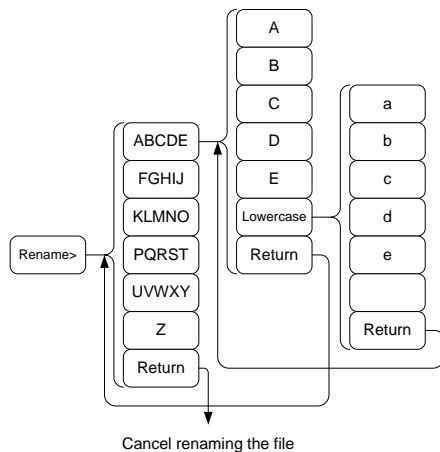 Rename>
ABCDE
FGHIJ
KLMNO
PQRST
UVWXY
Z
Return
A
B
C
D
E
Lowercase
Return
a
b
c
d
e
Return
Cancel renaming the file